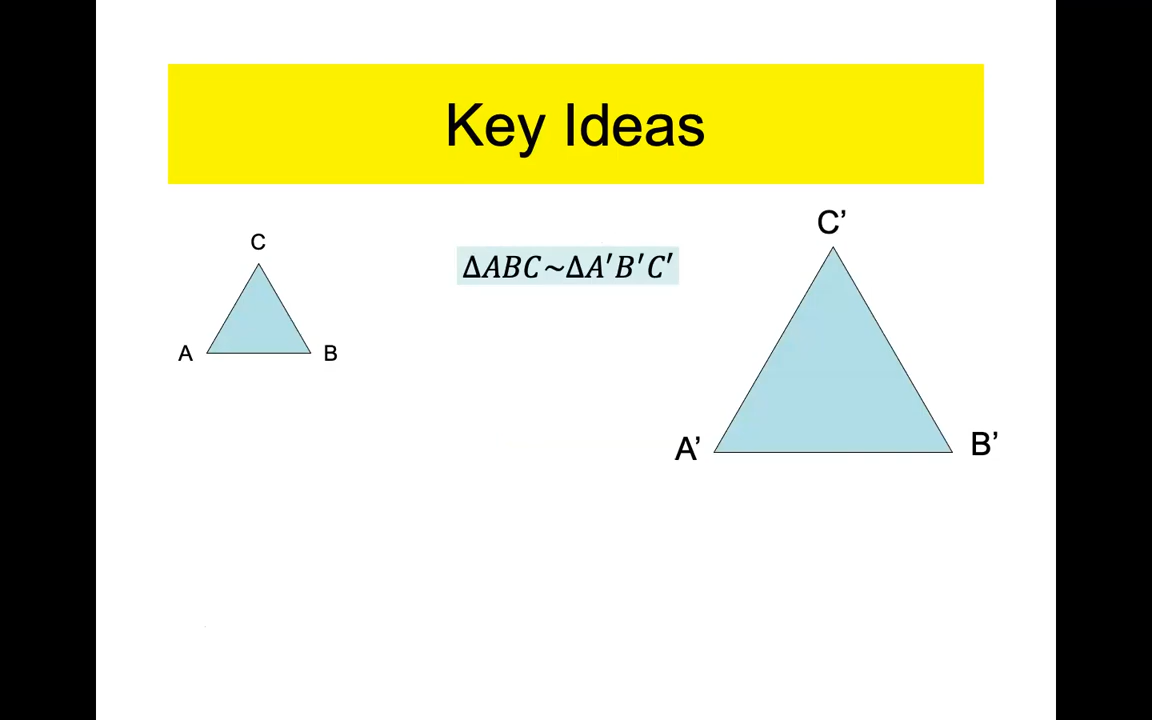 Key Ideas
C
C’
ΔABC~ΔA′B′C′
A
B
A’
B’